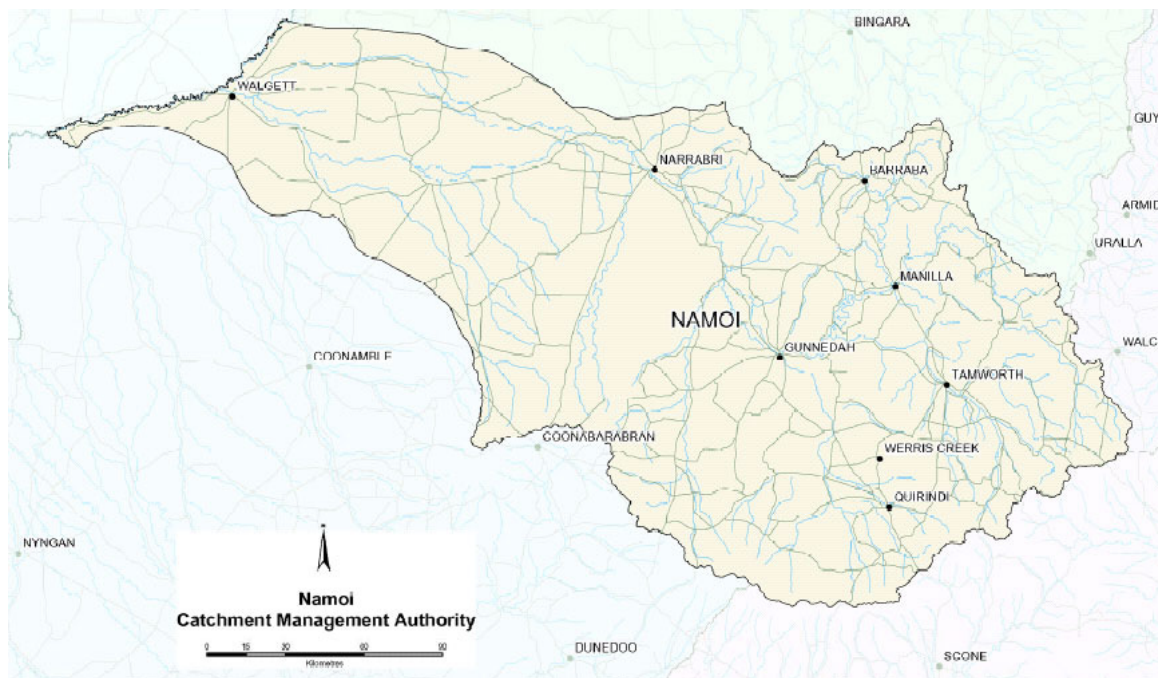 BINGARA
WALGETT
GUY
NARRABRI
BARRABA
ARMID
URALLA
MANILLA
NAMOI
GUNNEDAH
WALC
COONAMBLE
TAMWORTH
COONABARABRAN
WERRIS CREEK
QUIRINDI
NYNGAN
Namoi
Catchment Management Authority
0 15 30 60 90
Kilometres
DUNEDOO
SCONE